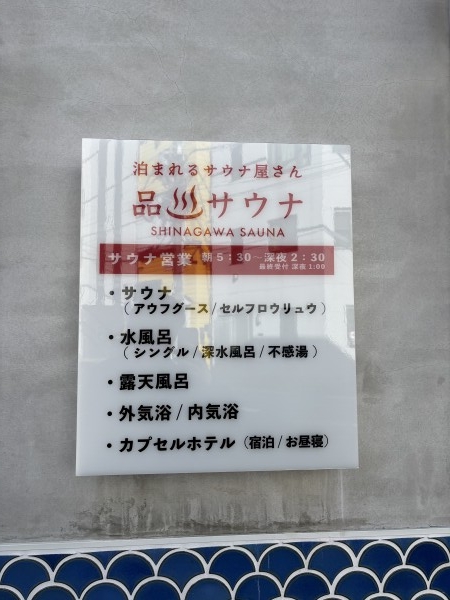 泊まれるサウナ屋さん
品♨サウナ
SHINAGAWA SAUNA
サウナ営業 朝5:30~深夜2:30
最終受付 深夜1:00
・サウナ
(アウフグース/セルフロウリュウ)
・水風呂
(シングル/深水風呂/不感湯)
・露天風呂
・外気浴/内気浴
・カプセルホテル(宿泊/お昼寝)